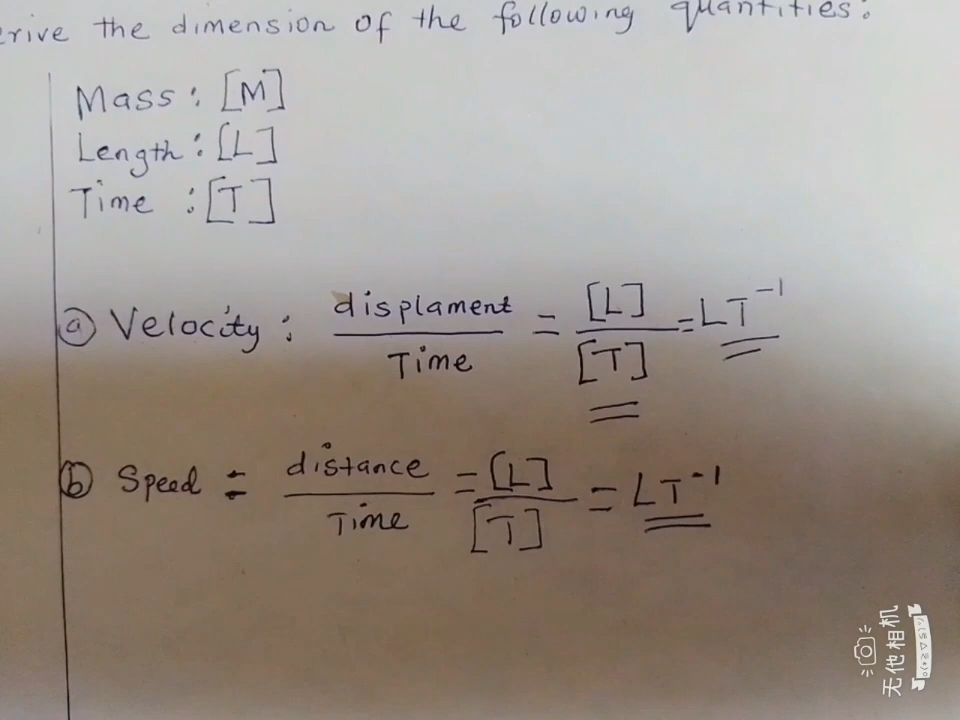 erive the dimension of the following quantities:
Mass : [M]
Length : [L]
Time : [T]
ⓐ Velocity : displament / Time = [L] / [T] = LT⁻¹
ⓑ Speed = distance / Time = [L] / [T] = LT⁻¹
无他相机